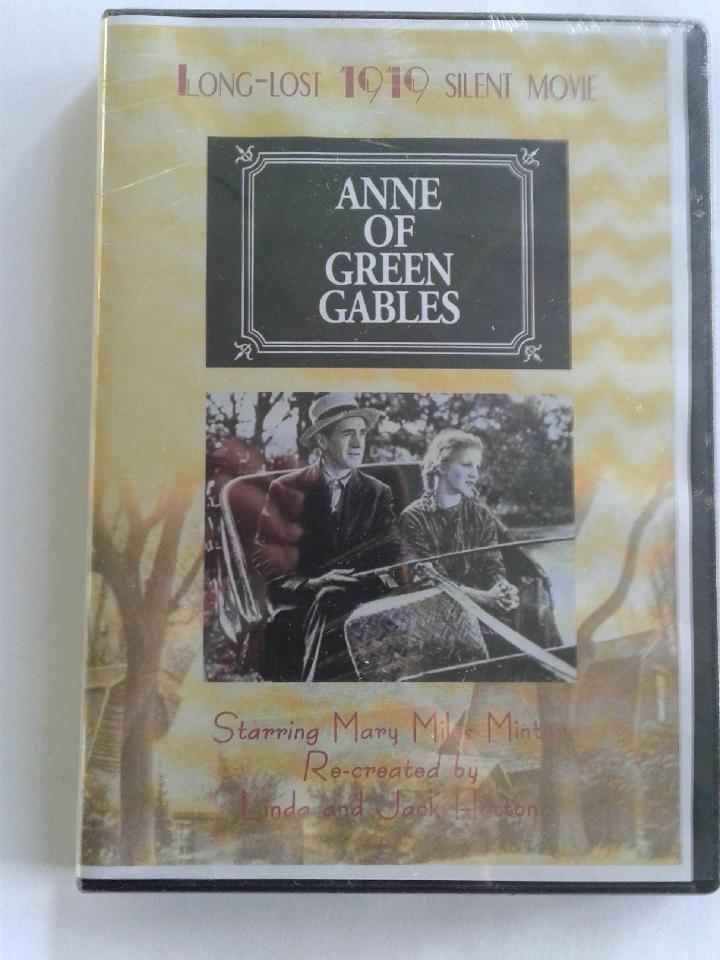 LONG-LOST 1919 SILENT MOVIE
ANNE
OF
GREEN
GABLES
Starring Mary Miles Minter
Re-created by
Linda and Jack Hutton